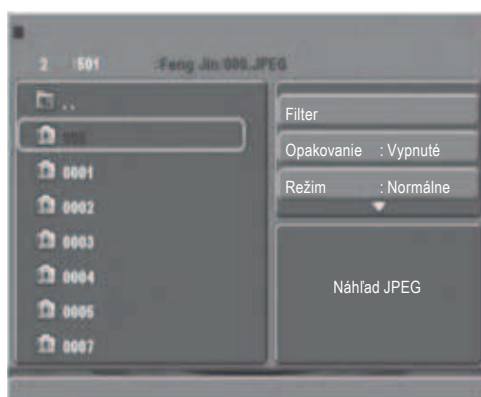 2 :501 :Feng Jin:000.JPEG
..
0001
0002
0003
0004
0005
0007
Filter
Opakovanie : Vypnuté
Režim : Normálne
Náhľad JPEG